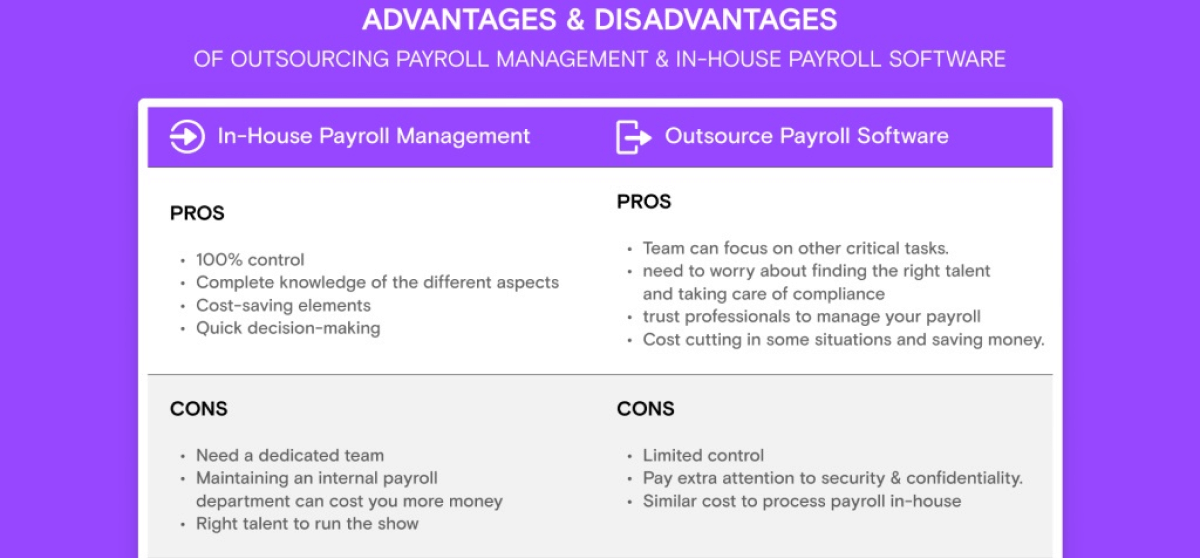 ADVANTAGES & DISADVANTAGES
OF OUTSOURCING PAYROLL MANAGEMENT & IN-HOUSE PAYROLL SOFTWARE
In-House Payroll Management
PROS
• 100% control
• Complete knowledge of the different aspects
• Cost-saving elements
• Quick decision-making
CONS
• Need a dedicated team
• Maintaining an internal payroll
department can cost you more money
• Right talent to run the show
Outsource Payroll Software
PROS
• Team can focus on other critical tasks.
• need to worry about finding the right talent
and taking care of compliance
• trust professionals to manage your payroll
• Cost cutting in some situations and saving money.
CONS
• Limited control
• Pay extra attention to security & confidentiality.
• Similar cost to process payroll in-house